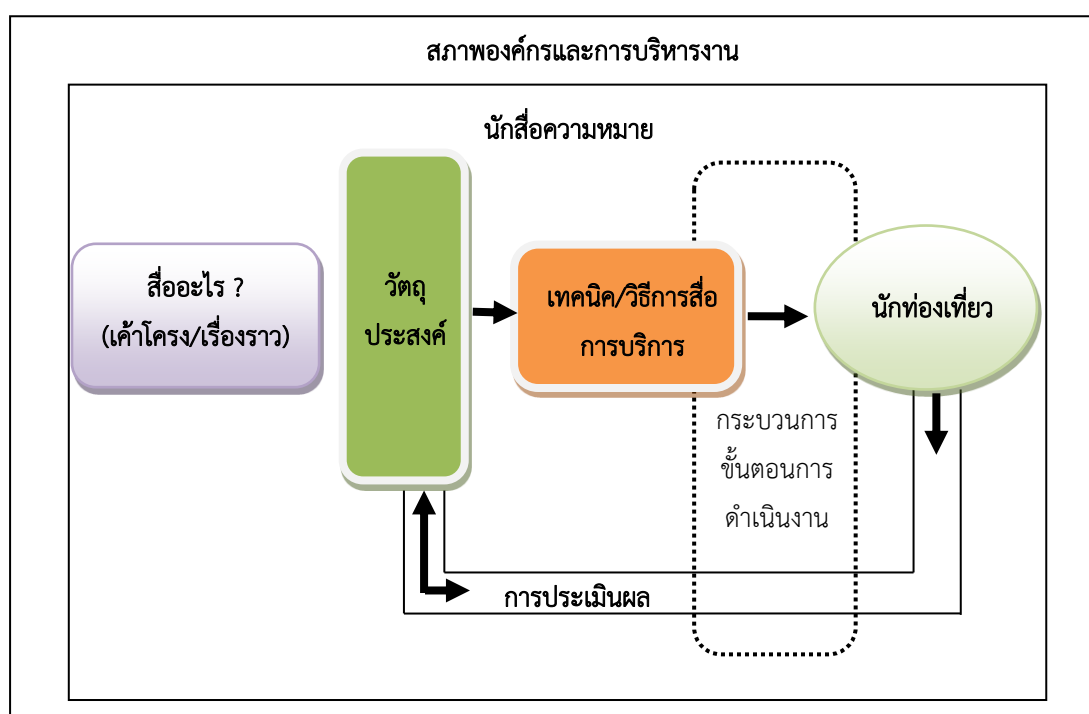 สภาพองค์กรและการบริหารงาน
นักสื่อความหมาย
สื่ออะไร ?
(เค้าโครง/เรื่องราว)
วัตถุ
ประสงค์
เทคนิค/วิธีการสื่อ
การบริการ
นักท่องเที่ยว
กระบวนการ
ขั้นตอนการ
ดำเนินงาน
การประเมินผล